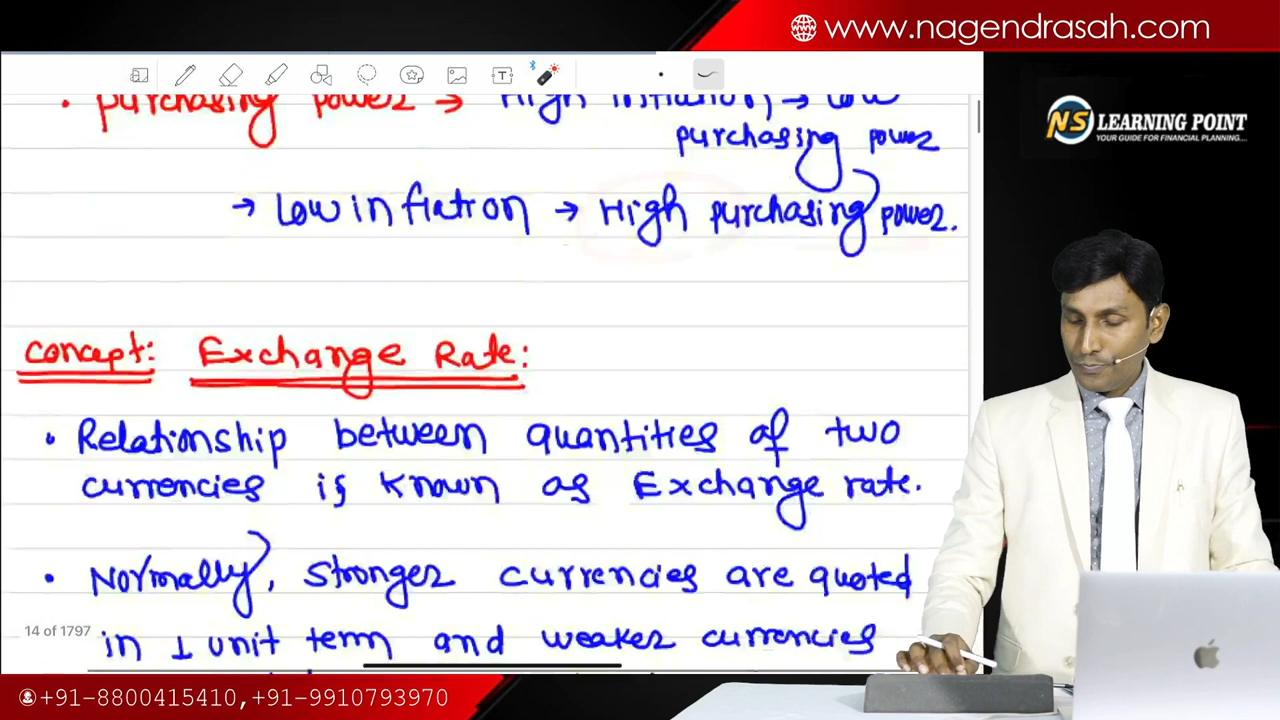 www.nagendrasah.com
• purchasing power → High inflation → Low
purchasing power
→ Low inflation → High purchasing power.
NS LEARNING POINT
YOUR GUIDE FOR FINANCIAL PLANNING....
Concept: Exchange Rate:
• Relationship between quantities of two
currencies is known as Exchange rate.
• Normally, stronger currencies are quoted
14 of 1797
in 1 unit term and weaker currencies
+91-8800415410,+91-9910793970